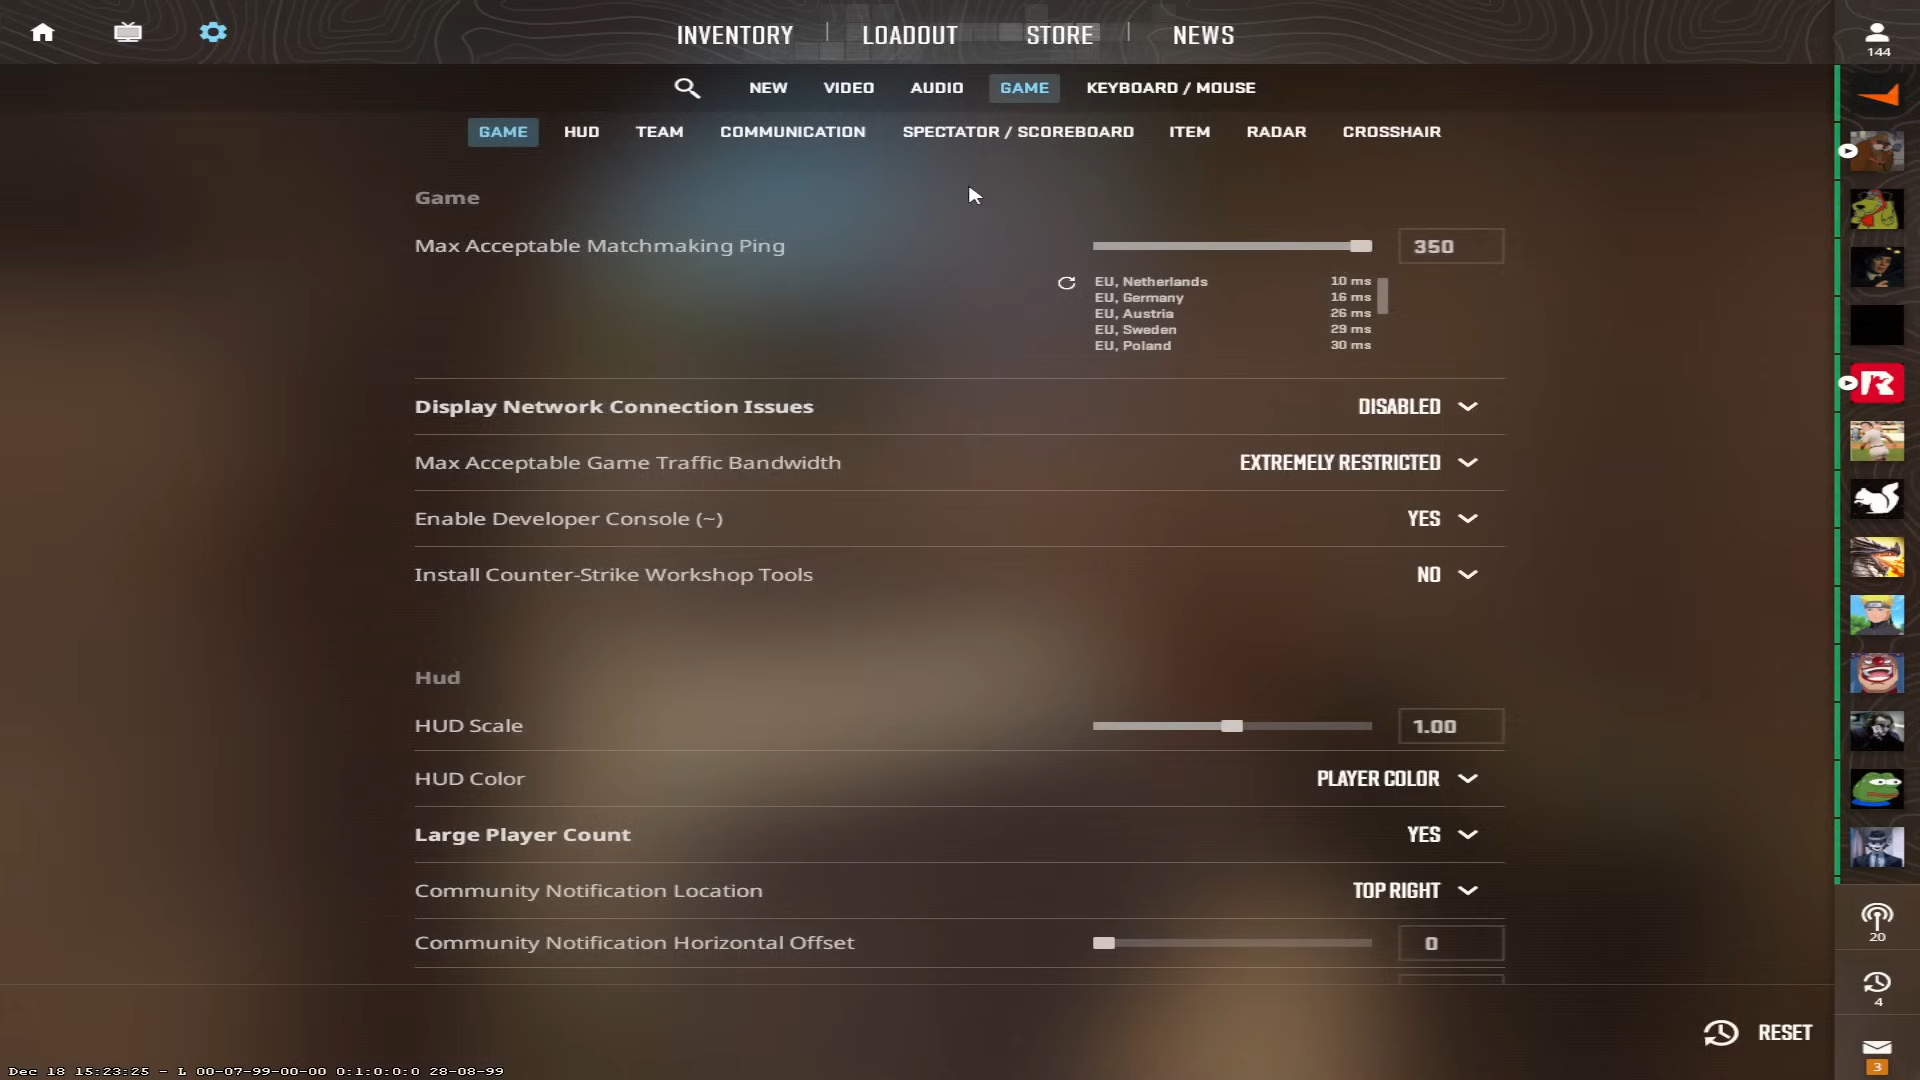 INVENTORY
LOADOUT
STORE
NEWS
144
NEW
VIDEO
AUDIO
GAME
KEYBOARD / MOUSE
GAME
HUD
TEAM
COMMUNICATION
SPECTATOR / SCOREBOARD
ITEM
RADAR
CROSSHAIR
Game
Max Acceptable Matchmaking Ping
350
EU, Netherlands 10 ms
EU, Germany 16 ms
EU, Austria 26 ms
EU, Sweden 29 ms
EU, Poland 30 ms
Display Network Connection Issues
DISABLED
Max Acceptable Game Traffic Bandwidth
EXTREMELY RESTRICTED
Enable Developer Console (~)
YES
Install Counter-Strike Workshop Tools
NO
Hud
HUD Scale
1.00
HUD Color
PLAYER COLOR
Large Player Count
YES
Community Notification Location
TOP RIGHT
Community Notification Horizontal Offset
0
20
4
RESET
3
Dec 18 15:23:25 - L 00-07-99-00-00 0:1:0:0:0 28-08-99